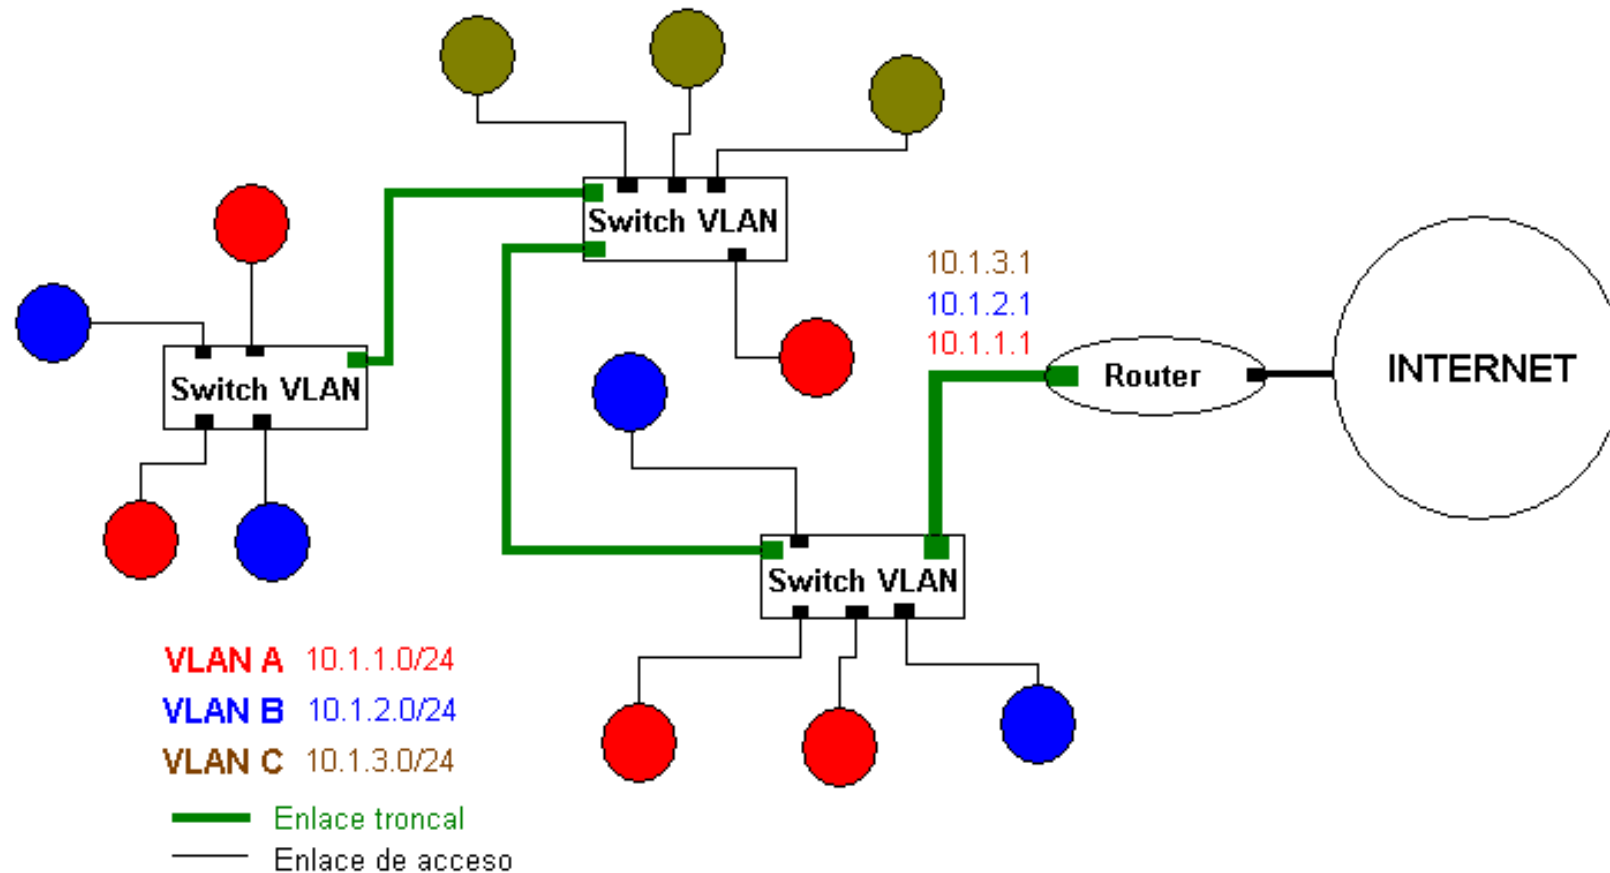 Switch VLAN
10.1.3.1
10.1.2.1
10.1.1.1
Router
INTERNET
Switch VLAN
Switch VLAN
VLAN A 10.1.1.0/24
VLAN B 10.1.2.0/24
VLAN C 10.1.3.0/24
Enlace troncal
Enlace de acceso